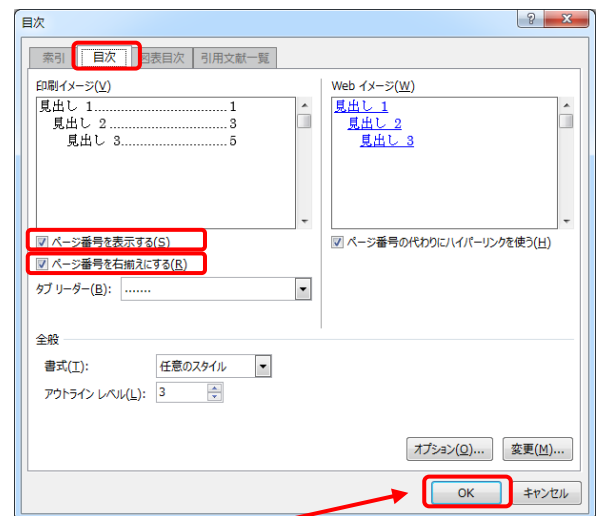 目次
索引 目次 図表目次 引用文献一覧
印刷イメージ(V)
見出し 1................................1
見出し 2............................3
見出し 3.........................5
Web イメージ(W)
見出し 1
見出し 2
見出し 3
ページ番号を表示する(S)
ページ番号を右揃えにする(R)
タブ リーダー(B): .......
ページ番号の代わりにハイパーリンクを使う(H)
全般
書式(T): 任意のスタイル
アウトライン レベル(L): 3
オプション(O)... 変更(M)...
OK キャンセル